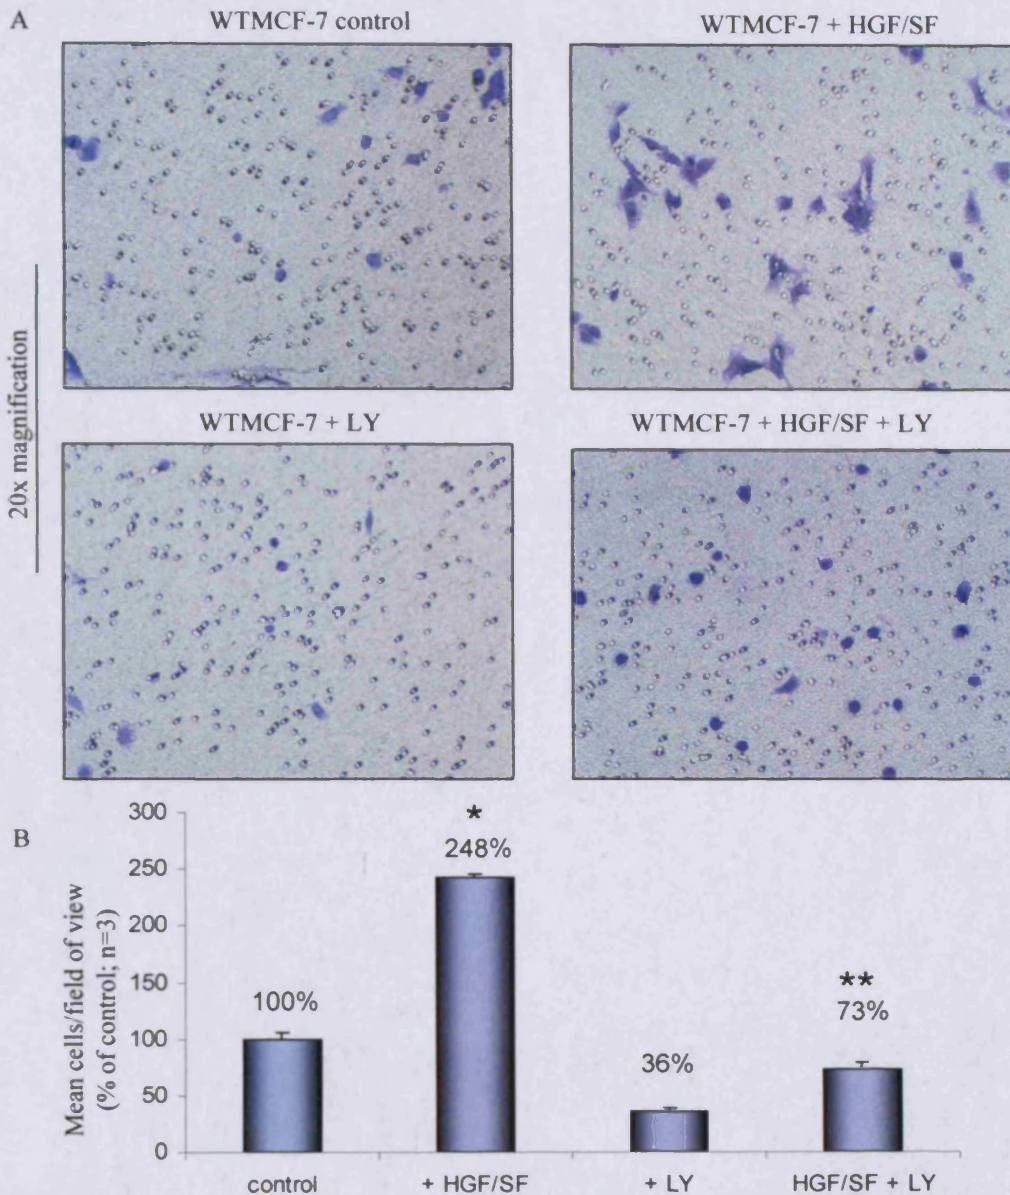 A
WTMCF-7 control
WTMCF-7 + HGF/SF
20x magnification
WTMCF-7 + LY
WTMCF-7 + HGF/SF + LY
B
Mean cells/field of view
(% of control; n=3)
300
250
200
150
100
50
0
100%
*
248%
36%
**
73%
control
+ HGF/SF
+ LY
HGF/SF + LY